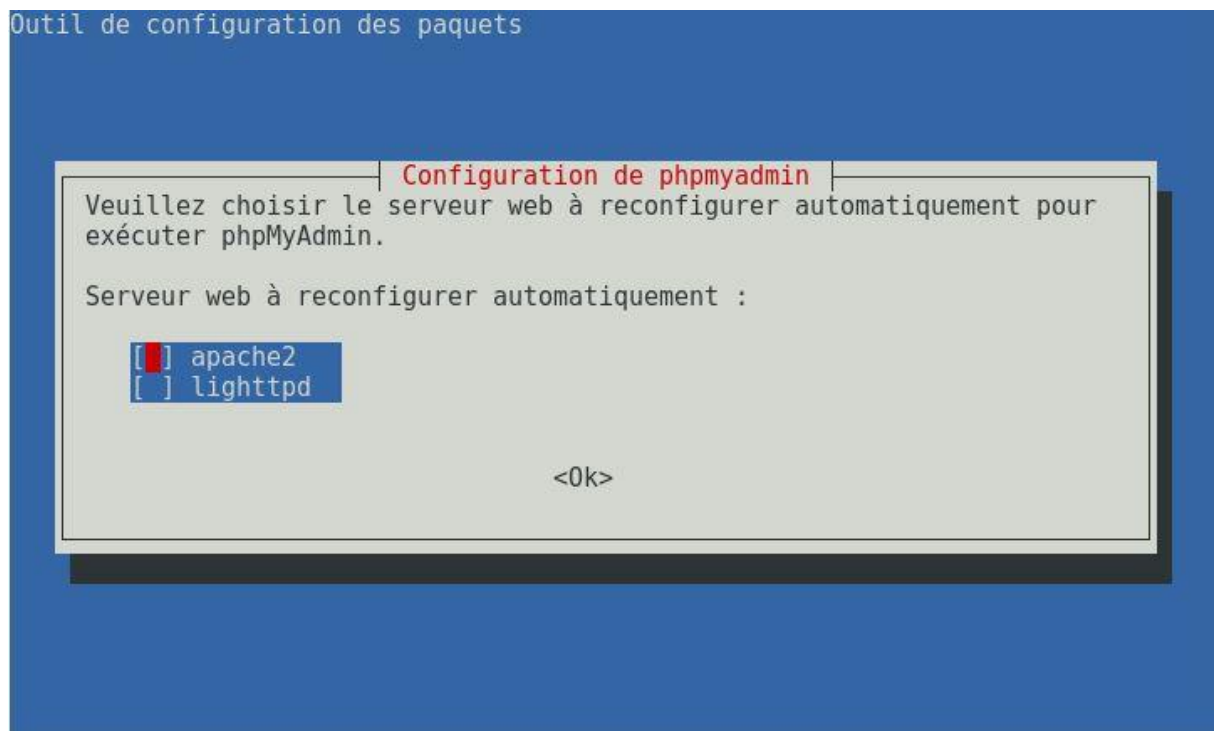 Outil de configuration des paquets
Configuration de phpmyadmin
Veuillez choisir le serveur web à reconfigurer automatiquement pour
exécuter phpMyAdmin.
Serveur web à reconfigurer automatiquement :
[ ] apache2
[ ] lighttpd
<Ok>